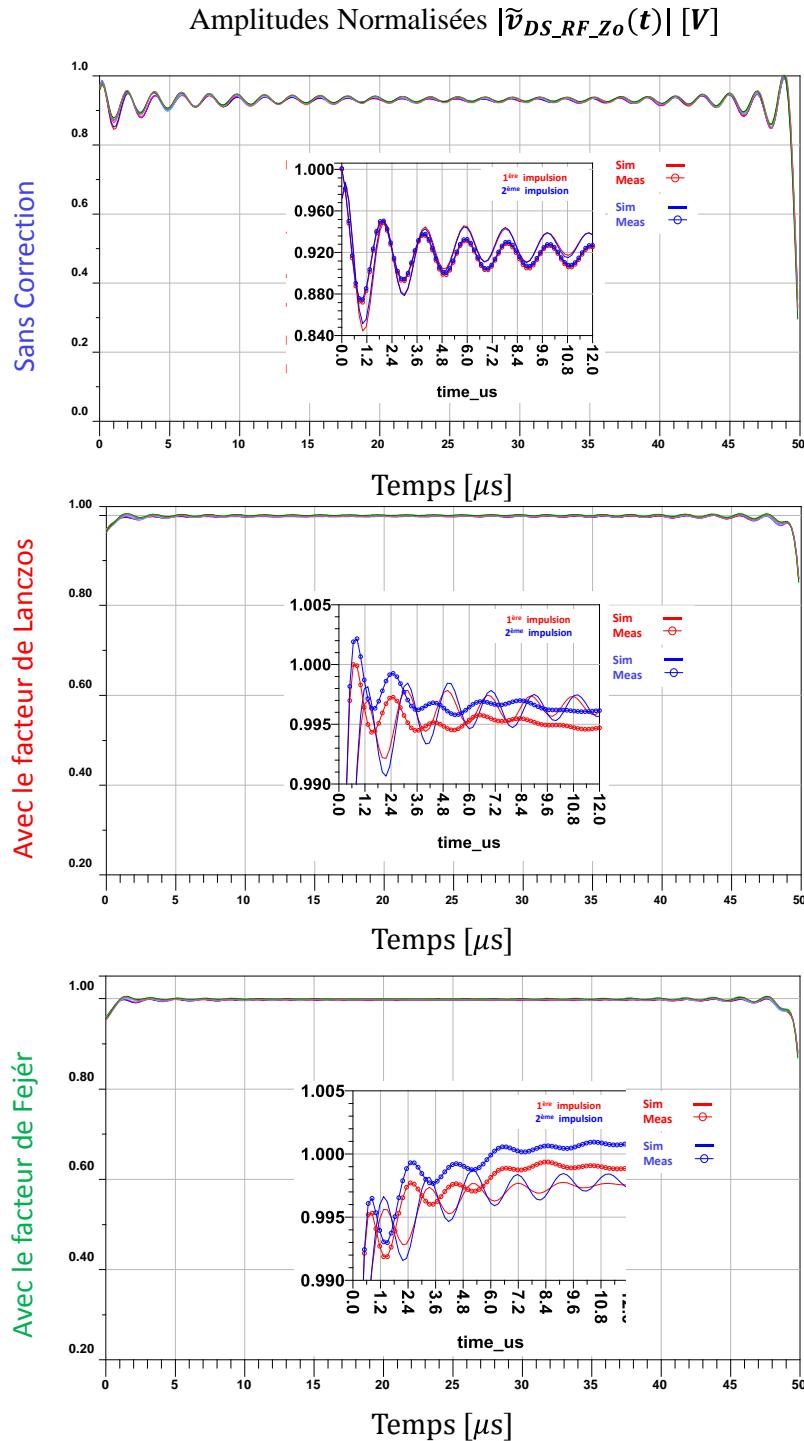 Amplitudes Normalisées |ṽ_DS_RF_Zo(t)| [V]
Sans Correction
1.0
0.8
0.6
0.4
0.2
0.0
0 5 10 15 20 25 30 35 40 45 50
1.000
0.960
0.920
0.880
0.840
0.0 1.2 2.4 3.6 4.8 6.0 7.2 8.4 9.6 10.8 12.0
time_us
1ère impulsion
2ème impulsion
Sim
Meas
Sim
Meas
Temps [μs]
Avec le facteur de Lanczos
1.00
0.80
0.60
0.40
0.20
0 5 10 15 20 25 30 35 40 45 50
1.005
1.000
0.995
0.990
0.0 1.2 2.4 3.6 4.8 6.0 7.2 8.4 9.6 10.8 12.0
time_us
1ère impulsion
2ème impulsion
Sim
Meas
Sim
Meas
Temps [μs]
Avec le facteur de Fejér
1.00
0.80
0.60
0.40
0.20
0 5 10 15 20 25 30 35 40 45 50
1.005
1.000
0.995
0.990
0.0 1.2 2.4 3.6 4.8 6.0 7.2 8.4 9.6 10.8
time_us
1ère impulsion
2ème impulsion
Sim
Meas
Sim
Meas
Temps [μs]